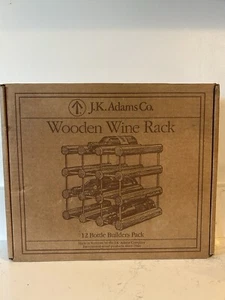 J.K. Adams Co.
Wooden Wine Rack
12 Bottle Builders Pack